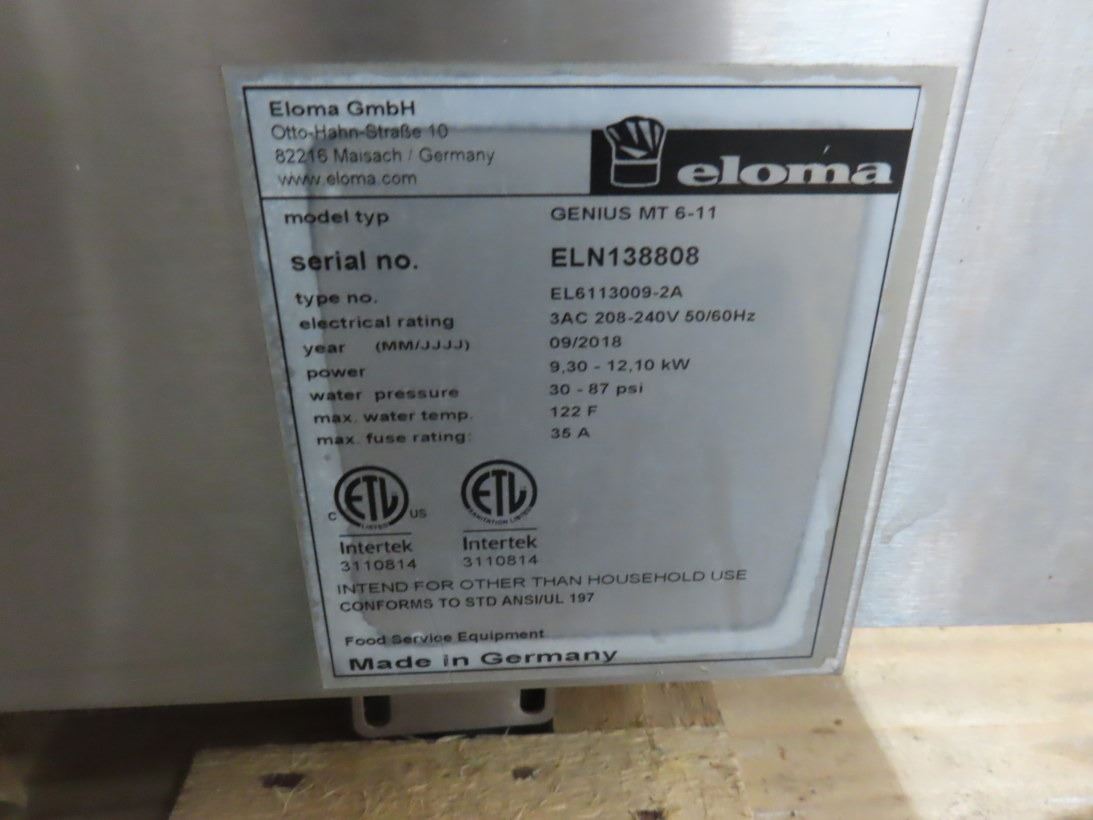 Eloma GmbH
Otto-Hahn-Straße 10
82216 Maisach / Germany
www.eloma.com
eloma
model typ GENIUS MT 6-11
serial no. ELN138808
type no. EL6113009-2A
electrical rating 3AC 208-240V 50/60Hz
year (MM/JJJJ) 09/2018
power 9,30 - 12,10 kW
water pressure 30 - 87 psi
max. water temp. 122 F
max. fuse rating: 35 A
C ETL LISTED US
ETL SANITATION LISTED
Intertek Intertek
3110814 3110814
INTEND FOR OTHER THAN HOUSEHOLD USE
CONFORMS TO STD ANSI/UL 197
Food Service Equipment
Made in Germany